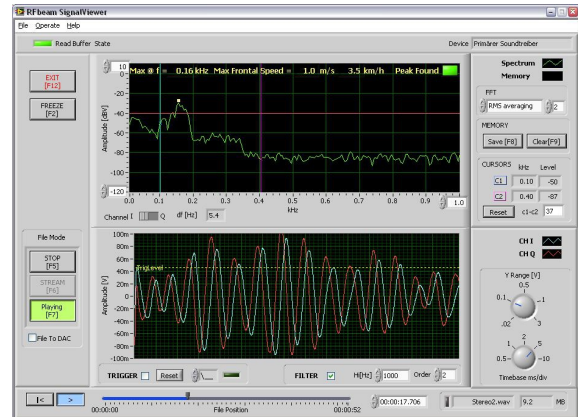 RFbeam SignalViewer
File Operate Help
Read Buffer State
Device Primärer Soundtreiber
EXIT
[F12]
FREEZE
[F2]
File Mode
STOP
[F5]
STREAM
[F6]
Playing
[F7]
File To DAC
Max @ f = 0.16 kHz Max Frontal Speed = 1.0 m/s 3.5 km/h Peak Found
Amplitude [dBV]
10
0
-20
-40
-60
-80
-100
-120
0.0 0.1 0.2 0.3 0.4 0.5 0.6 0.7 0.8 0.9 1.0
kHz
Channel I Q df [Hz] 5.4
Amplitude [V]
100m
80m
60m
40m
20m
0
-20m
-40m
-60m
-80m
-100m
TrigLevel
TRIGGER Reset FILTER Hi[Hz] 1000 Order 2
Spectrum
Memory
FFT
RMS averaging 2
MEMORY
Save [F8] Clear[F9]
CURSORS kHz Level
C1 0.10 -50
C2 0.40 -87
Reset c1-c2 37
CH I
CH Q
Y Range [V]
0.5
0.1 1
.02 3
2
1 5
0.5 10
Timebase ms/div
|< >
00:00:00 File Position 00:00:52
00:00:17.706
Stereo2.wav 9.2 MB